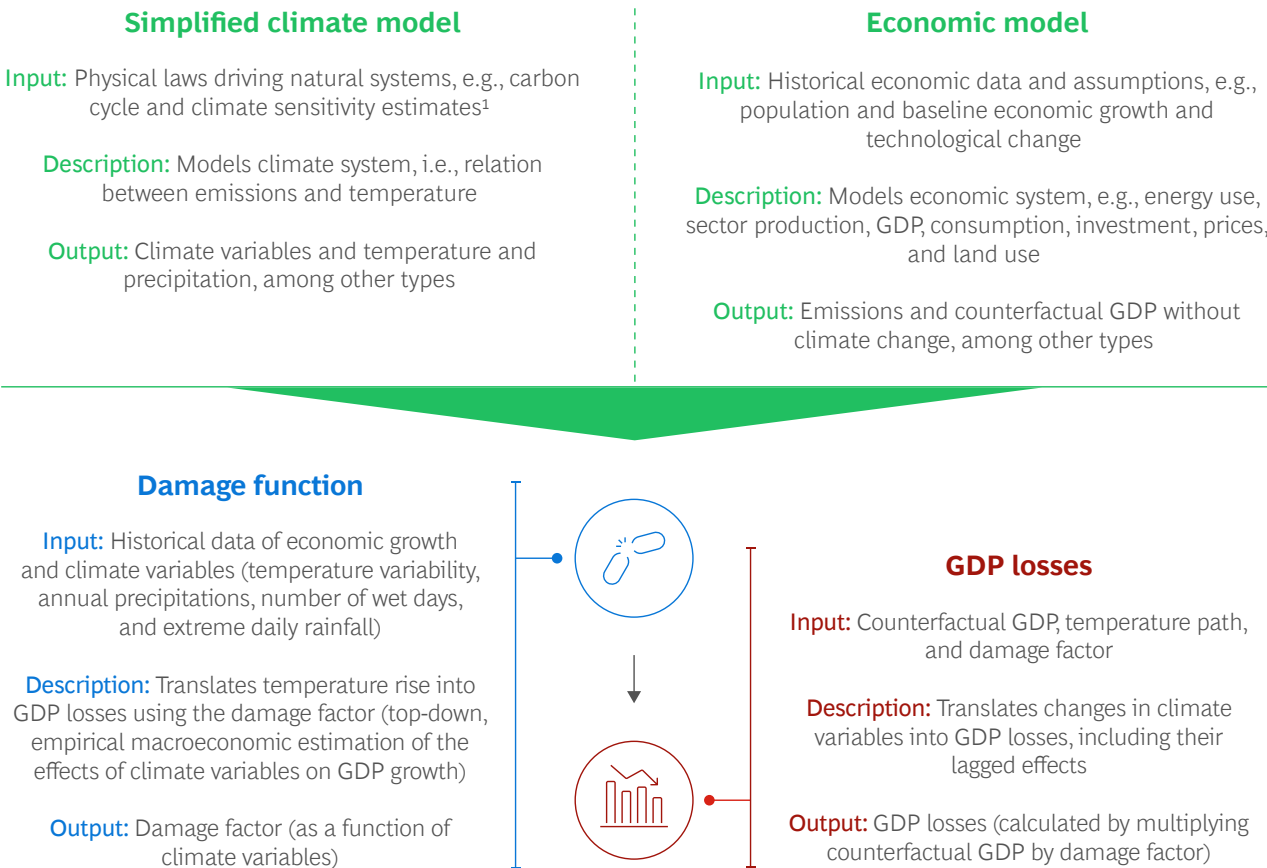 Simplified climate model
Input: Physical laws driving natural systems, e.g., carbon
cycle and climate sensitivity estimates¹
Description: Models climate system, i.e., relation
between emissions and temperature
Output: Climate variables and temperature and
precipitation, among other types
Economic model
Input: Historical economic data and assumptions, e.g.,
population and baseline economic growth and
technological change
Description: Models economic system, e.g., energy use,
sector production, GDP, consumption, investment, prices,
and land use
Output: Emissions and counterfactual GDP without
climate change, among other types
Damage function
Input: Historical data of economic growth
and climate variables (temperature variability,
annual precipitations, number of wet days,
and extreme daily rainfall)
Description: Translates temperature rise into
GDP losses using the damage factor (top-down,
empirical macroeconomic estimation of the
effects of climate variables on GDP growth)
Output: Damage factor (as a function of
climate variables)
GDP losses
Input: Counterfactual GDP, temperature path,
and damage factor
Description: Translates changes in climate
variables into GDP losses, including their
lagged effects
Output: GDP losses (calculated by multiplying
counterfactual GDP by damage factor)